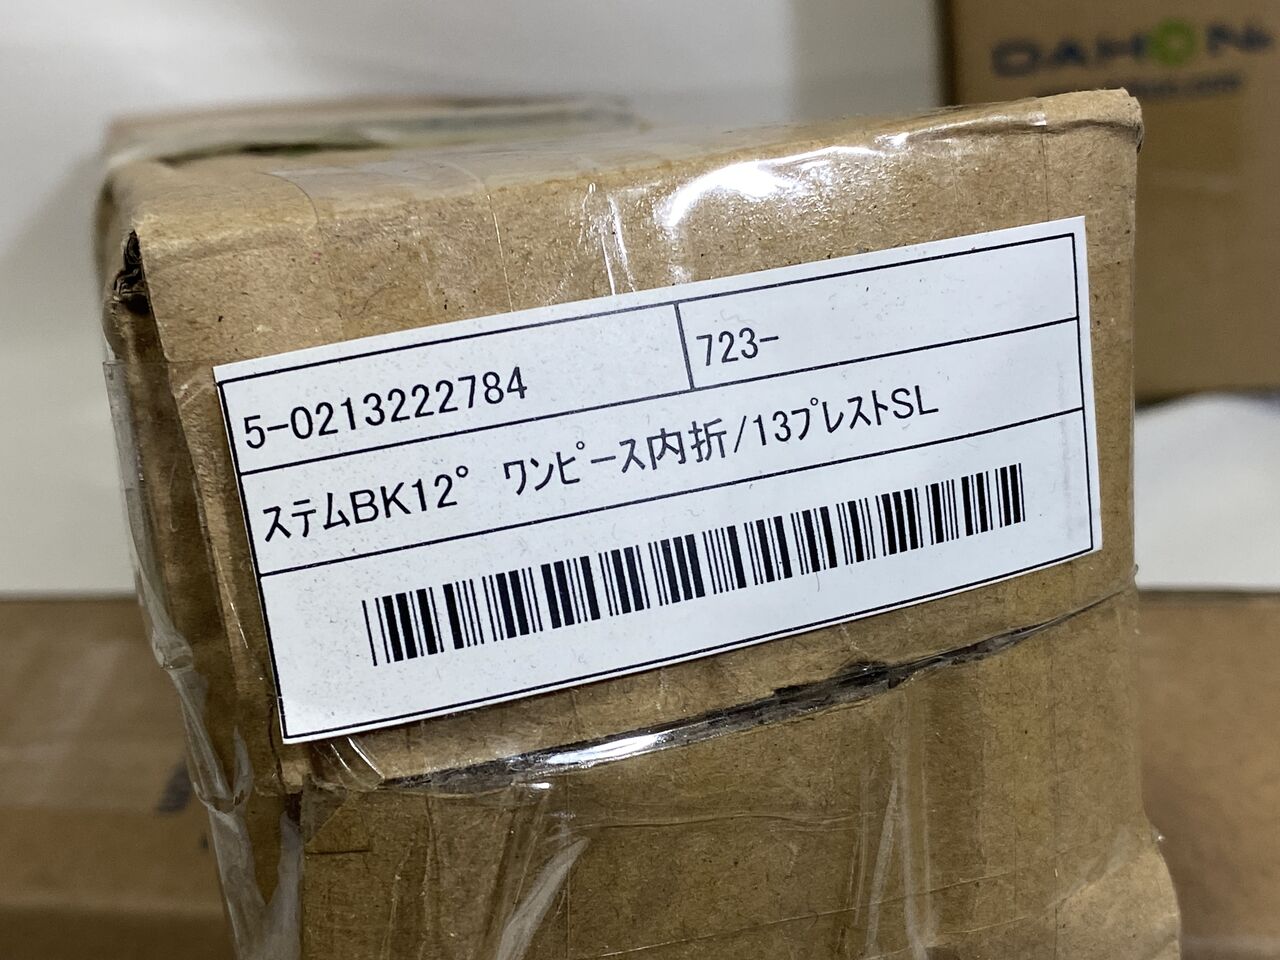 DAHON
5-0213222784
723-
ｽﾃﾑBK12° ﾜﾝﾋﾟｰｽ内折/13ﾌﾟﾚｽﾄSL